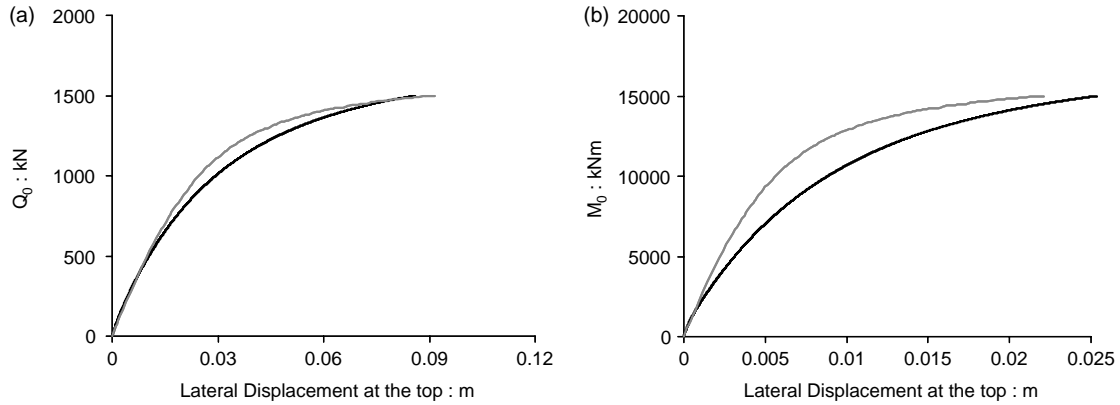 (a)
2000
1500
1000
500
0
Q₀ : kN
0 0.03 0.06 0.09 0.12
Lateral Displacement at the top : m
(b)
20000
15000
10000
5000
0
M₀ : kNm
0 0.005 0.01 0.015 0.02 0.025
Lateral Displacement at the top : m